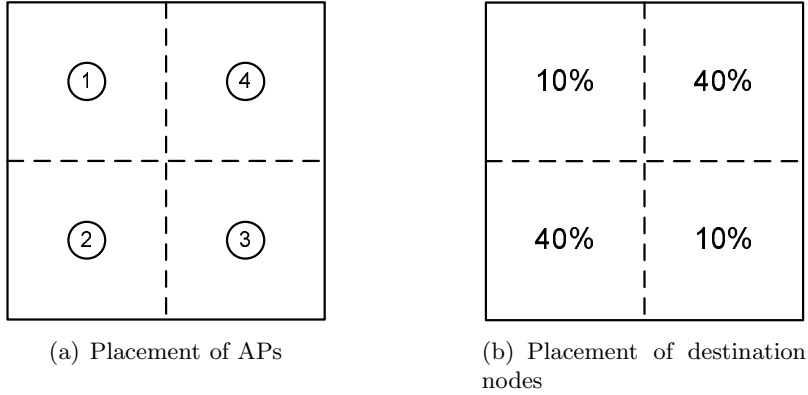 1 4
2 3
(a) Placement of APs
10% 40%
40% 10%
(b) Placement of destination
nodes